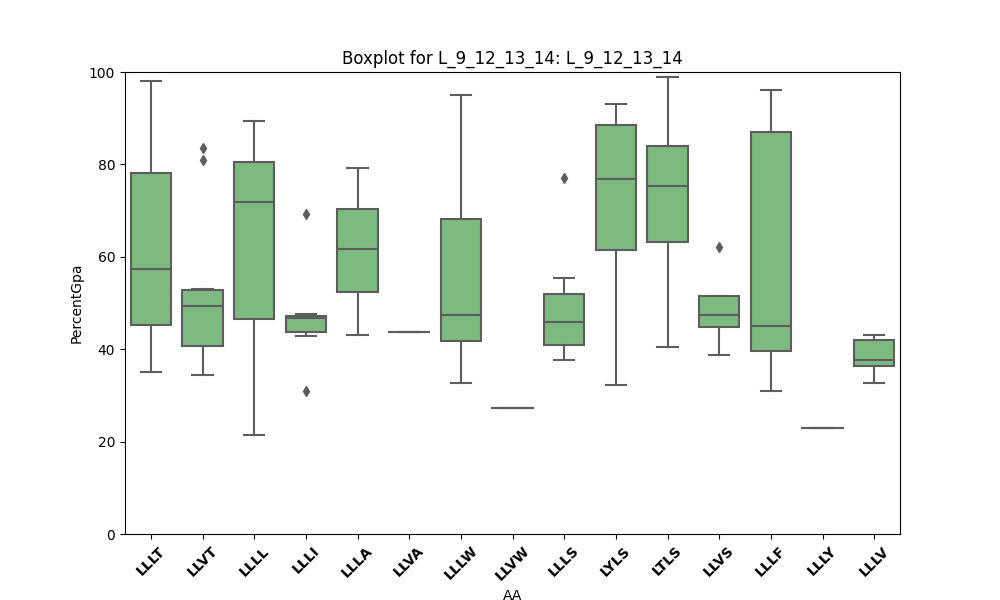 Boxplot for L_9_12_13_14: L_9_12_13_14
PercentGpa
100
80
60
40
20
0
LLLT LLVT LLLL LLLI LLLA LLVA LLLW LLVW LLLS LYLS LTLS LLVS LLLF LLLY LLLV
AA